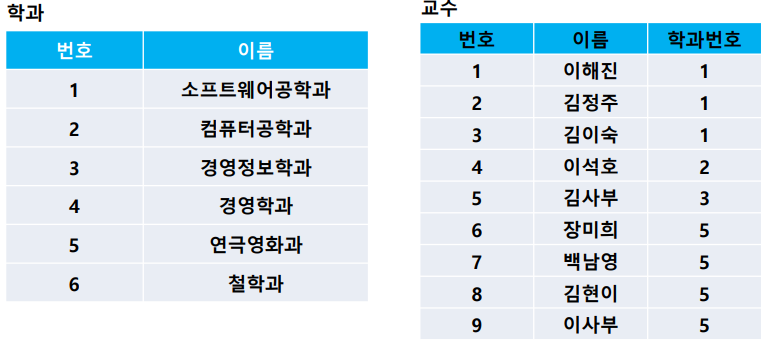 학과
번호 이름
1 소프트웨어공학과
2 컴퓨터공학과
3 경영정보학과
4 경영학과
5 연극영화과
6 철학과
교수
번호 이름 학과번호
1 이해진 1
2 김정주 1
3 김이숙 1
4 이석호 2
5 김사부 3
6 장미희 5
7 백남영 5
8 김현이 5
9 이사부 5